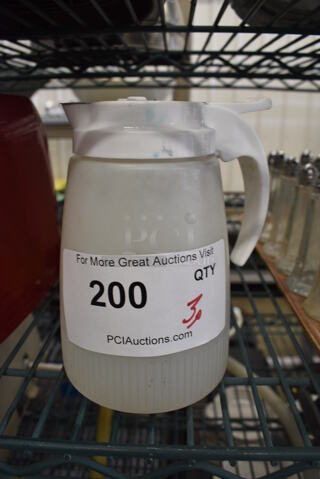 For More Great Auctions Visit
QTY
200
3
PCIAuctions.com